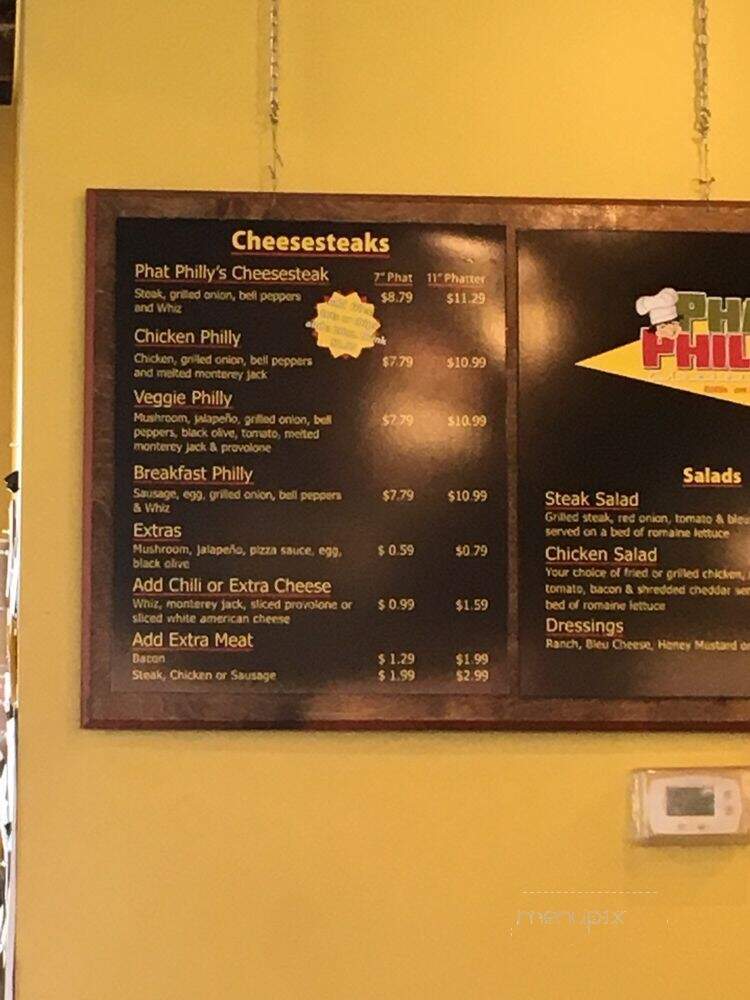 Cheesesteaks
Phat Philly's Cheesesteak 7" Phat 11" Phatter
Steak, grilled onion, bell peppers $8.79 $11.29
and Whiz
Chicken Philly
Chicken, grilled onion, bell peppers $7.79 $10.99
and melted monterey jack
Veggie Philly
Mushroom, jalapeño, grilled onion, bell $7.79 $10.99
peppers, black olive, tomato, melted
monterey jack & provolone
Breakfast Philly
Sausage, egg, grilled onion, bell peppers $7.79 $10.99
& Whiz
Extras
Mushroom, jalapeño, pizza sauce, egg, $ 0.59 $0.79
black olive
Add Chili or Extra Cheese
Whiz, monterey jack, sliced provolone or $ 0.99 $1.59
sliced white american cheese
Add Extra Meat
Bacon $ 1.29 $1.99
Steak, Chicken or Sausage $ 1.99 $2.99
PHA
PHIL
Salads
Steak Salad
Grilled steak, red onion, tomato & bleu
served on a bed of romaine lettuce
Chicken Salad
Your choice of fried or grilled chicken,
tomato, bacon & shredded cheddar
bed of romaine lettuce
Dressings
Ranch, Bleu Cheese, Honey Mustard
menupix